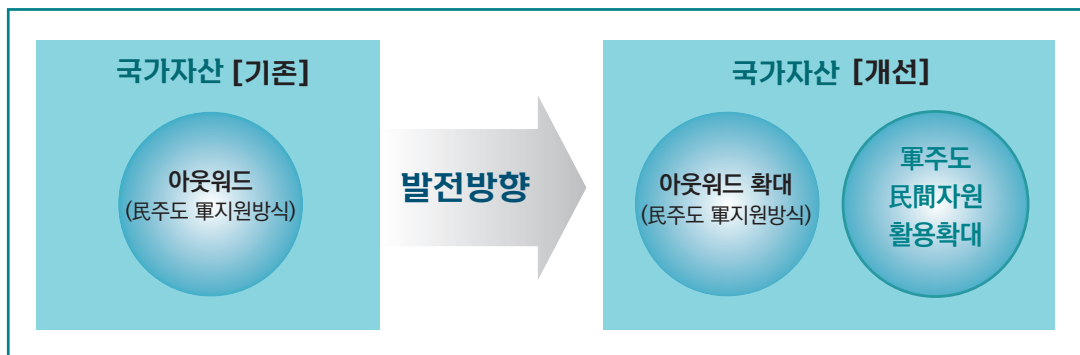 국가자산 [기존]
아웃워드
(民주도 軍지원방식)
발전방향
국가자산 [개선]
아웃워드 확대
(民주도 軍지원방식)
軍주도
民間자원
활용확대